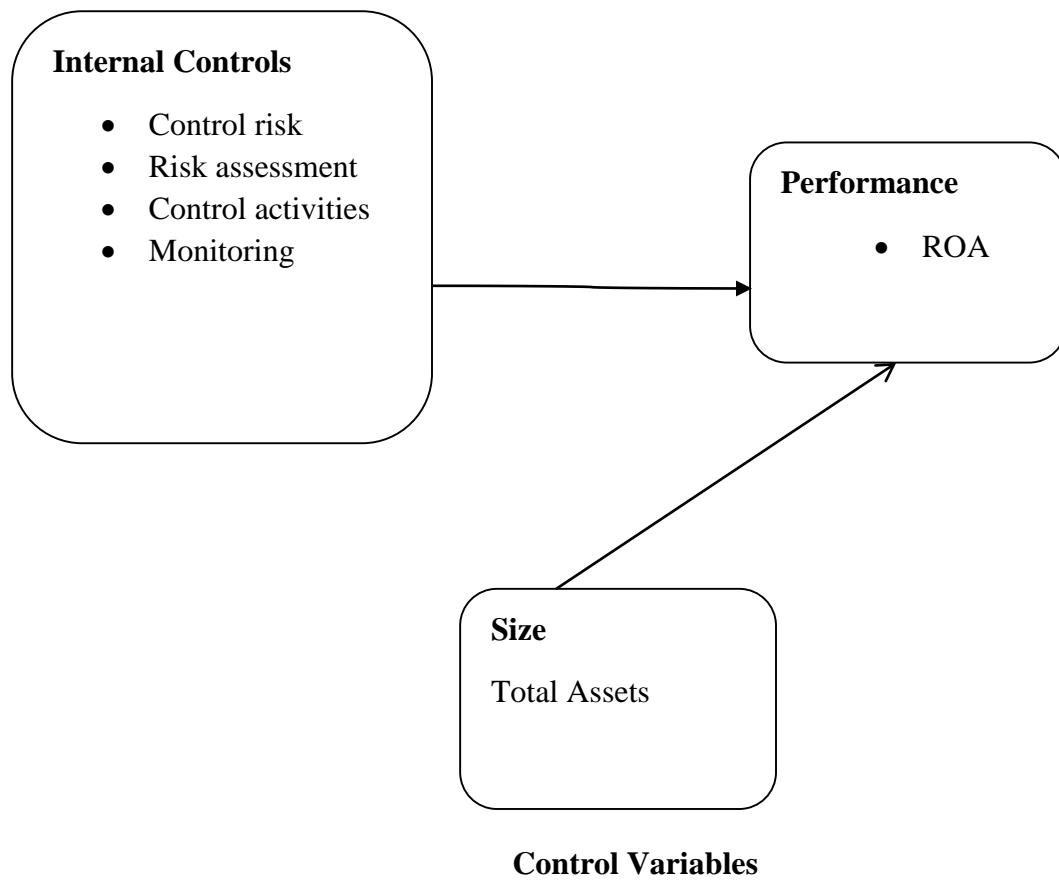 Internal Controls
• Control risk
• Risk assessment
• Control activities
• Monitoring
Performance
• ROA
Size
Total Assets
Control Variables